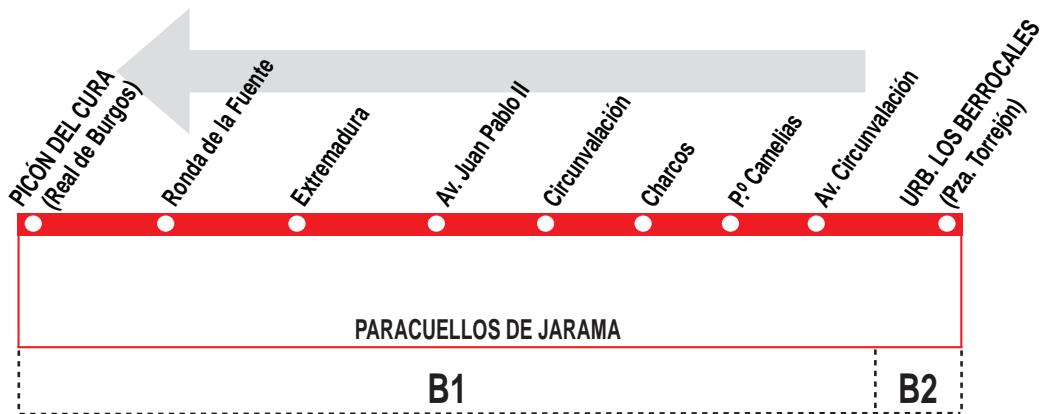 PICÓN DEL CURA
(Real de Burgos)
Ronda de la Fuente
Extremadura
Av. Juan Pablo II
Circunvalación
Charcos
P.º Camelias
Av. Circunvalación
URB. LOS BERROCALES
(Pza. Torrejón)
PARACUELLOS DE JARAMA
B1
B2